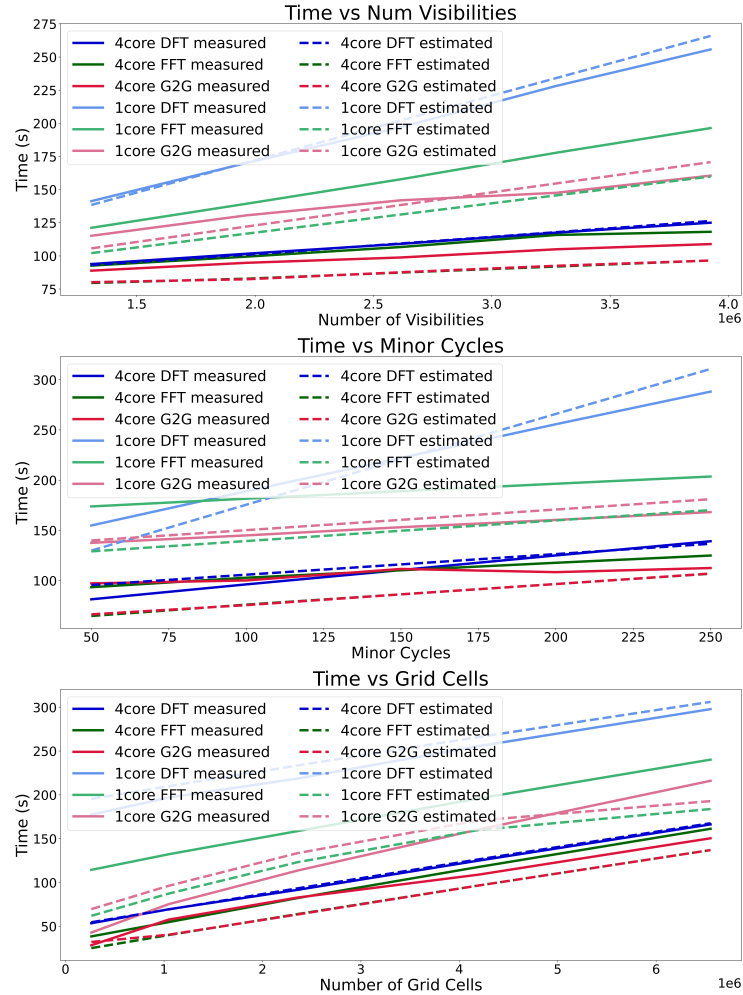 Time vs Num Visibilities
275
250
225
200
175
150
125
100
75
Time (s)
4core DFT measured
4core FFT measured
4core G2G measured
1core DFT measured
1core FFT measured
1core G2G measured
4core DFT estimated
4core FFT estimated
4core G2G estimated
1core DFT estimated
1core FFT estimated
1core G2G estimated
1.5 2.0 2.5 3.0 3.5 4.0
1e6
Number of Visibilities
Time vs Minor Cycles
300
250
200
150
100
Time (s)
4core DFT measured
4core FFT measured
4core G2G measured
1core DFT measured
1core FFT measured
1core G2G measured
4core DFT estimated
4core FFT estimated
4core G2G estimated
1core DFT estimated
1core FFT estimated
1core G2G estimated
50 75 100 125 150 175 200 225 250
Minor Cycles
Time vs Grid Cells
300
250
200
150
100
50
Time (s)
4core DFT measured
4core FFT measured
4core G2G measured
1core DFT measured
1core FFT measured
1core G2G measured
4core DFT estimated
4core FFT estimated
4core G2G estimated
1core DFT estimated
1core FFT estimated
1core G2G estimated
0 1 2 3 4 5 6
1e6
Number of Grid Cells